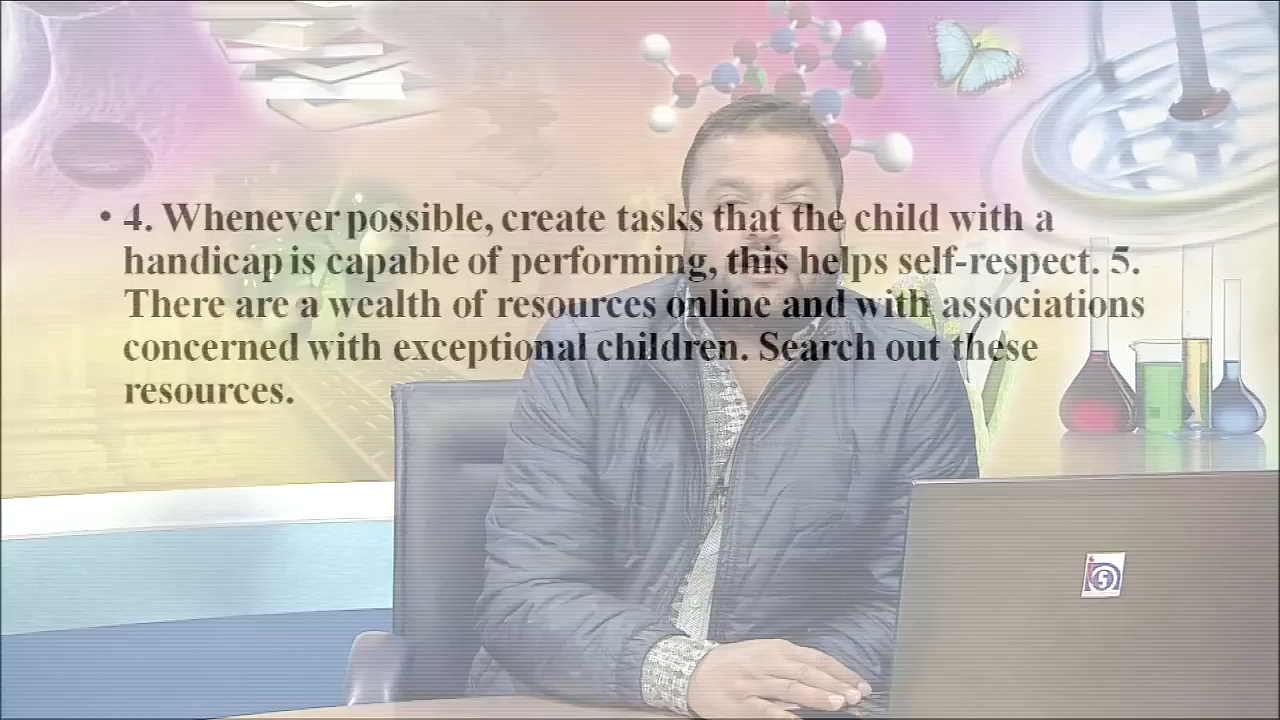 • 4. Whenever possible, create tasks that the child with a
handicap is capable of performing, this helps self-respect. 5.
There are a wealth of resources online and with associations
concerned with exceptional children. Search out these
resources.